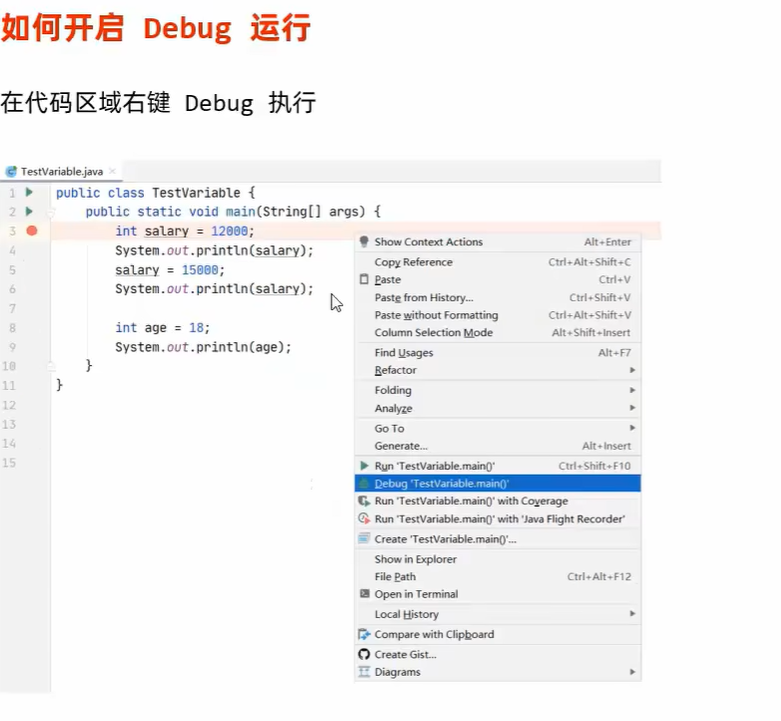 如何开启 Debug 运行
在代码区域右键 Debug 执行
TestVariable.java
1 public class TestVariable {
2 public static void main(String[] args) {
3 int salary = 12000;
4 System.out.println(salary);
5 salary = 15000;
6 System.out.println(salary);
7
8 int age = 18;
9 System.out.println(age);
10 }
11 }
12
13
14
15
Show Context Actions Alt+Enter
Copy Reference Ctrl+Alt+Shift+C
Paste Ctrl+V
Paste from History... Ctrl+Shift+V
Paste without Formatting Ctrl+Alt+Shift+V
Column Selection Mode Alt+Shift+Insert
Find Usages Alt+F7
Refactor
Folding
Analyze
Go To
Generate... Alt+Insert
Run 'TestVariable.main()' Ctrl+Shift+F10
Debug 'TestVariable.main()'
Run 'TestVariable.main()' with Coverage
Run 'TestVariable.main()' with 'Java Flight Recorder'
Create 'TestVariable.main()'...
Show in Explorer
File Path Ctrl+Alt+F12
Open in Terminal
Local History
Compare with Clipboard
Create Gist...
Diagrams